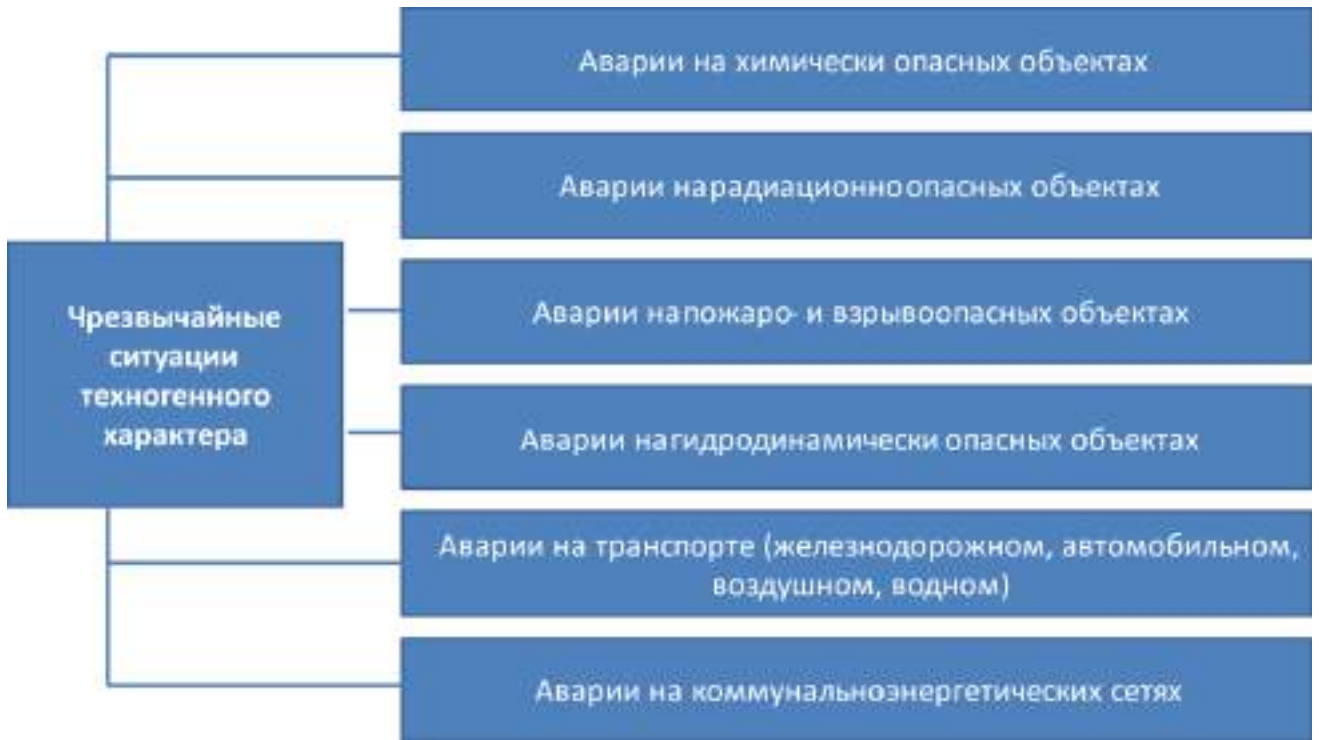 Аварии на химически опасных объектах
Аварии нарадиационноопасных объектах
Чрезвычайные
ситуации
техногенного
характера
Аварии напожаро- и взрывоопасных объектах
Аварии нагидродинамически опасных объектах
Аварии на транспорте (железнодорожном, автомобильном,
воздушном, водном)
Аварии на коммунальноэнергетических сетях